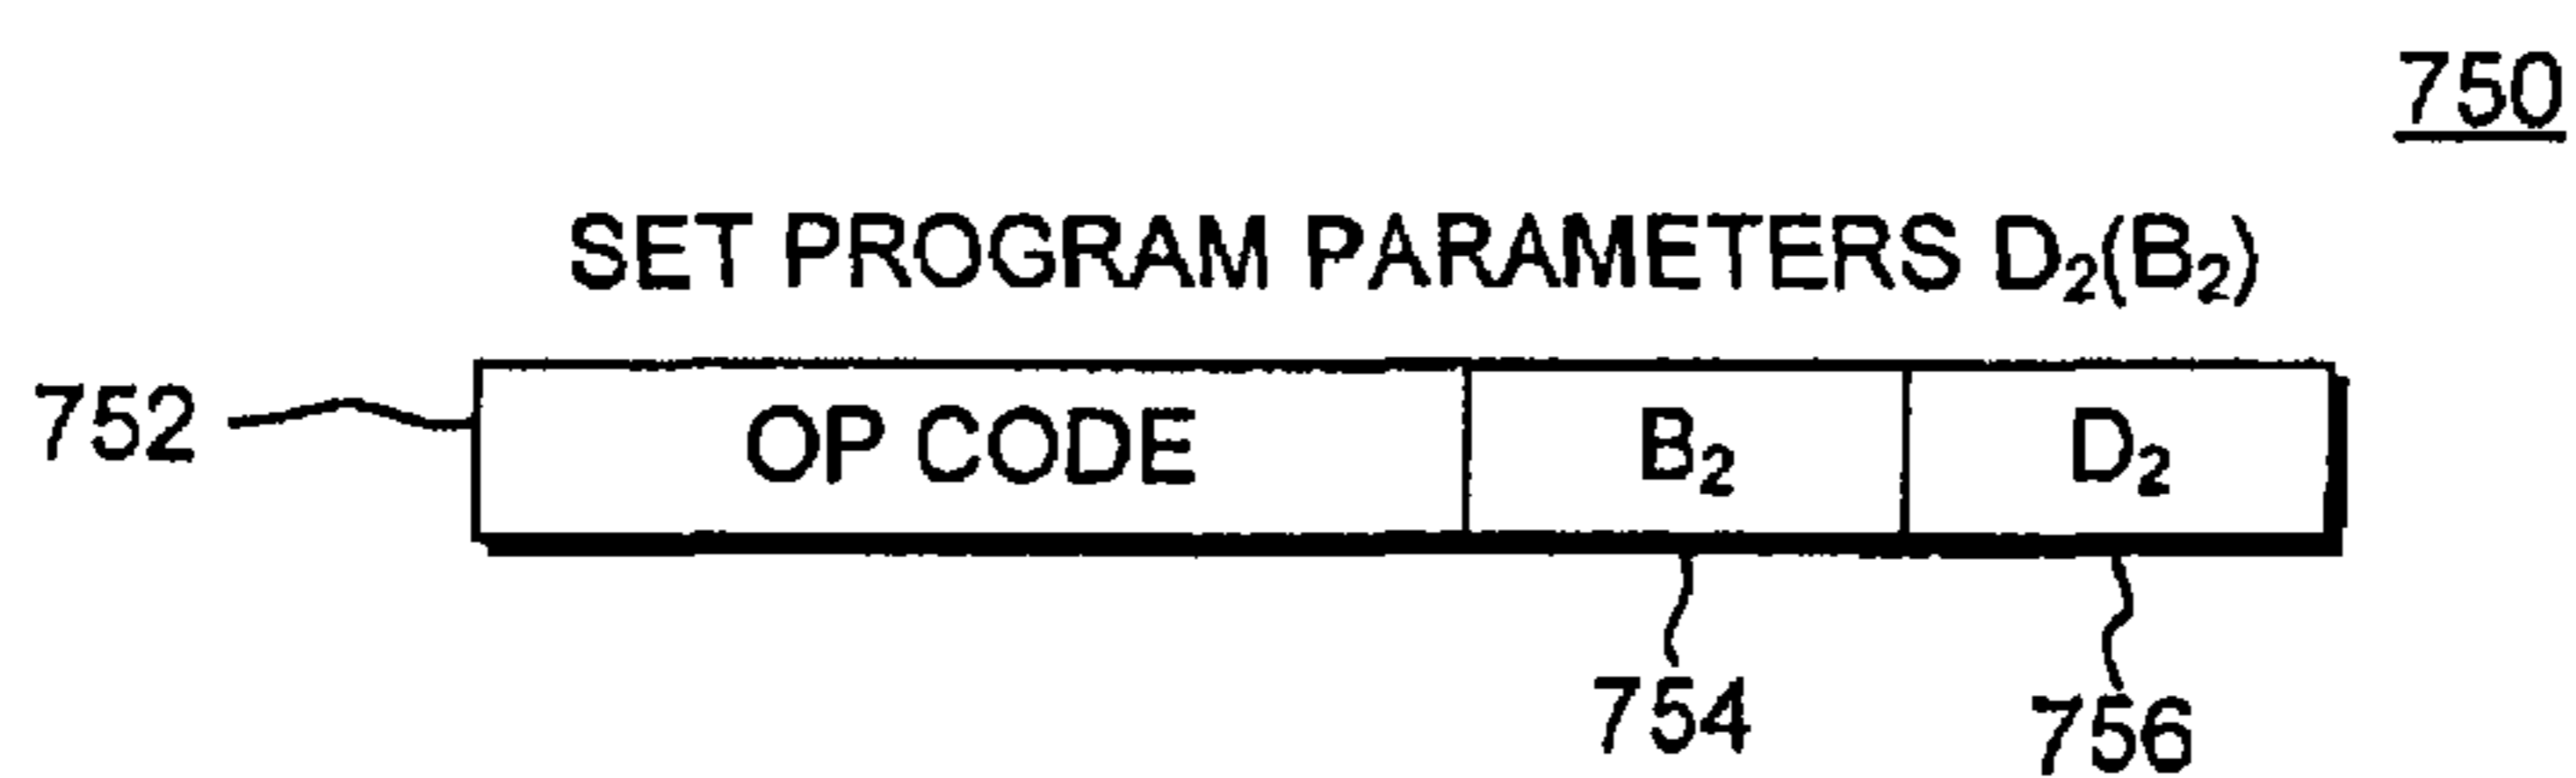 750
SET PROGRAM PARAMETERS D₂(B₂)
752 OP CODE B₂ D₂
754 756